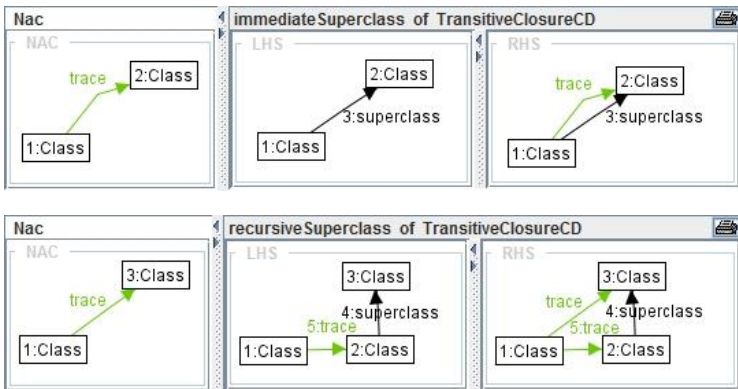 Nac
immediateSuperclass of TransitiveClosureCD
NAC
trace
2:Class
1:Class
LHS
2:Class
3:superclass
1:Class
RHS
trace
2:Class
3:superclass
1:Class
Nac
recursiveSuperclass of TransitiveClosureCD
NAC
3:Class
trace
1:Class
LHS
3:Class
4:superclass
5:trace
1:Class
2:Class
RHS
3:Class
trace
4:superclass
5:trace
1:Class
2:Class